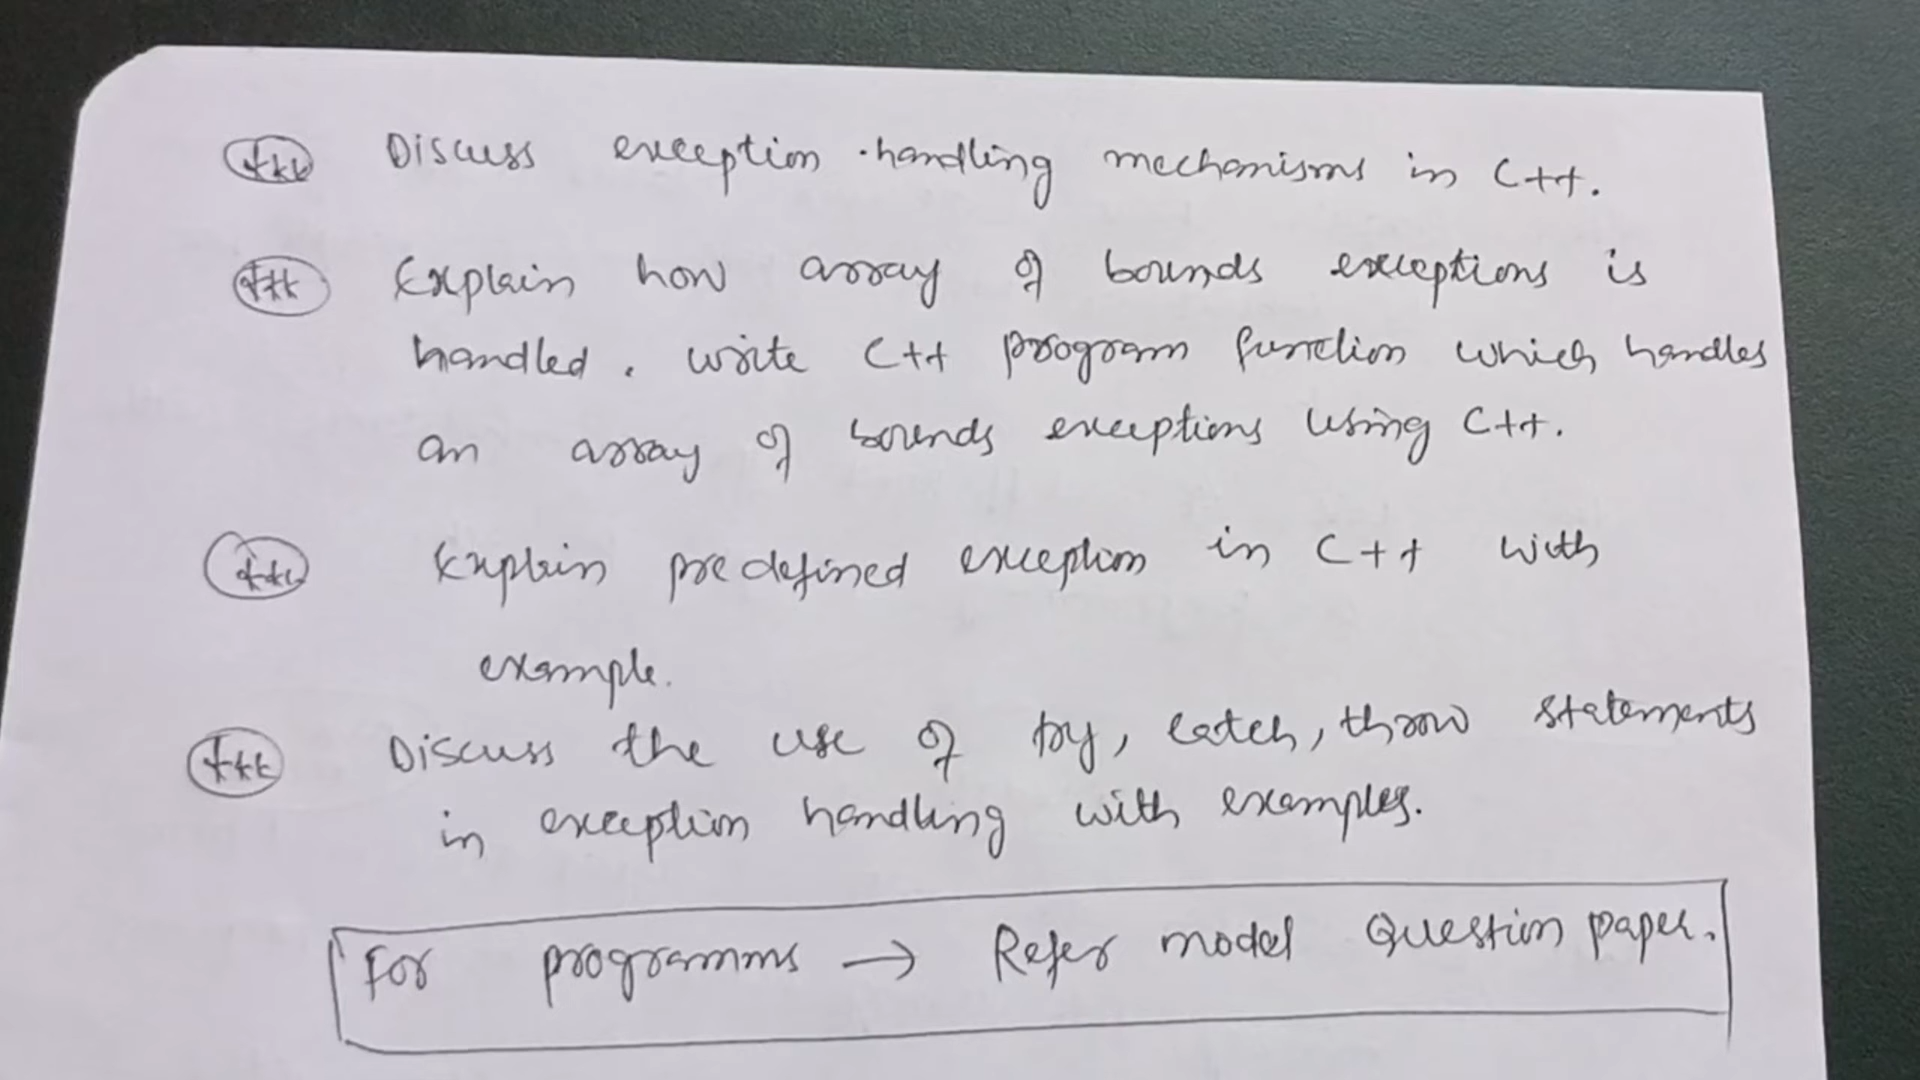 *** Discuss exception handling mechanisms in C++.
*** Explain how array of bounds exceptions is
handled. write C++ program function which handles
an array of bounds exceptions using C++.
*** Explain predefined exception in C++ with
example.
*** Discuss the use of try, catch, throw statements
in exception handling with examples.
For programms → Refer model Question paper.